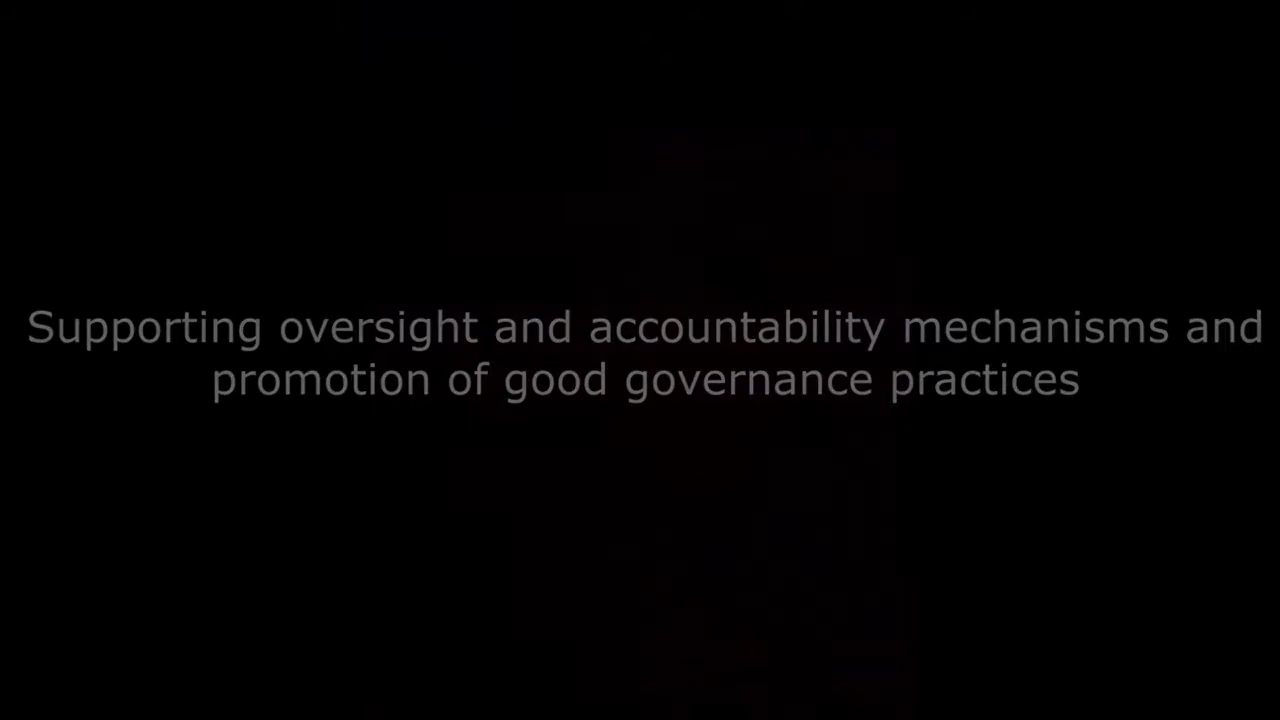 Supporting oversight and accountability mechanisms and
promotion of good governance practices